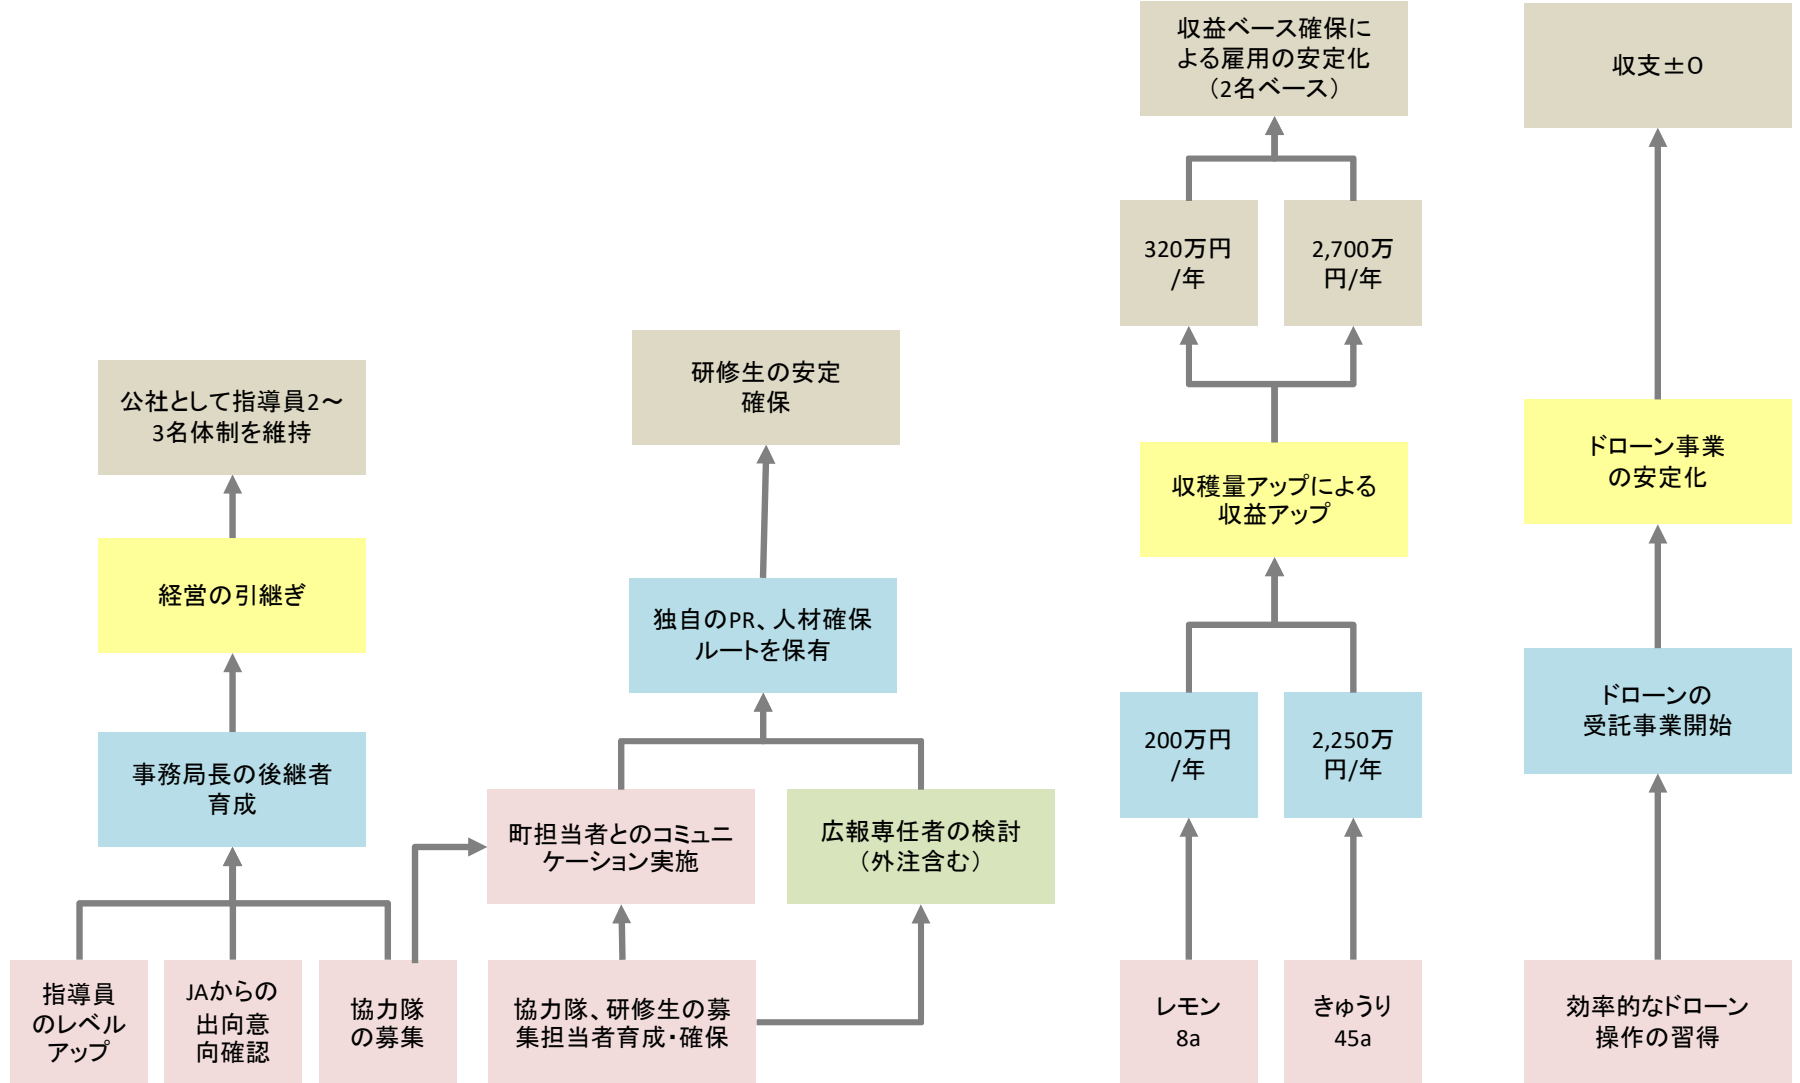 収益ベース確保に
よる雇用の安定化
（2名ベース）
収支±0
320万円
/年
2,700万
円/年
研修生の安定
確保
公社として指導員2～
3名体制を維持
収穫量アップによる
収益アップ
ドローン事業
の安定化
経営の引継ぎ
独自のPR、人材確保
ルートを保有
ドローンの
受託事業開始
200万円
/年
2,250万
円/年
事務局長の後継者
育成
町担当者とのコミュニ
ケーション実施
広報専任者の検討
（外注含む）
指導員
のレベル
アップ
JAからの
出向意
向確認
協力隊
の募集
協力隊、研修生の募
集担当者育成・確保
レモン
8a
きゅうり
45a
効率的なドローン
操作の習得